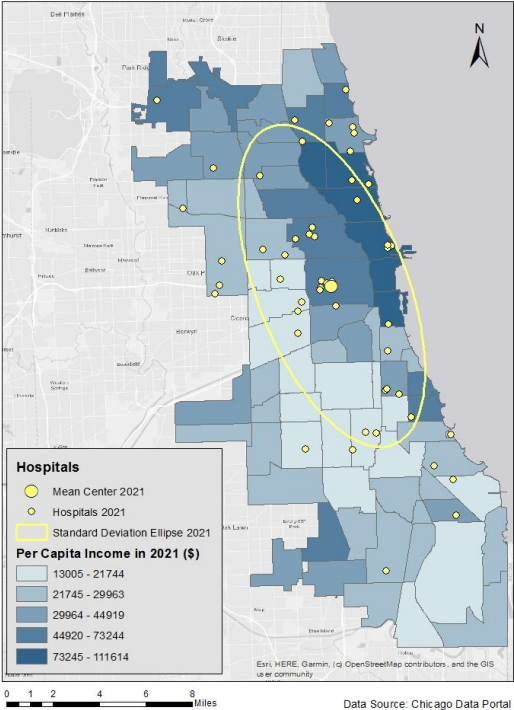 Des Plaines
Skokie
Park Ridge
N
Oak P
Cicero
Berwyn
Hospitals
Mean Center 2021
Hospitals 2021
Standard Deviation Ellipse 2021
Per Capita Income in 2021 ($)
13005 - 21744
21745 - 29963
29964 - 44919
44920 - 73244
73245 - 111614
Oak Lawn
Esri, HERE, Garmin, (c) OpenStreetMap contributors, and the GIS
user community
0 1 2 4 6 8
Miles
Data Source: Chicago Data Portal